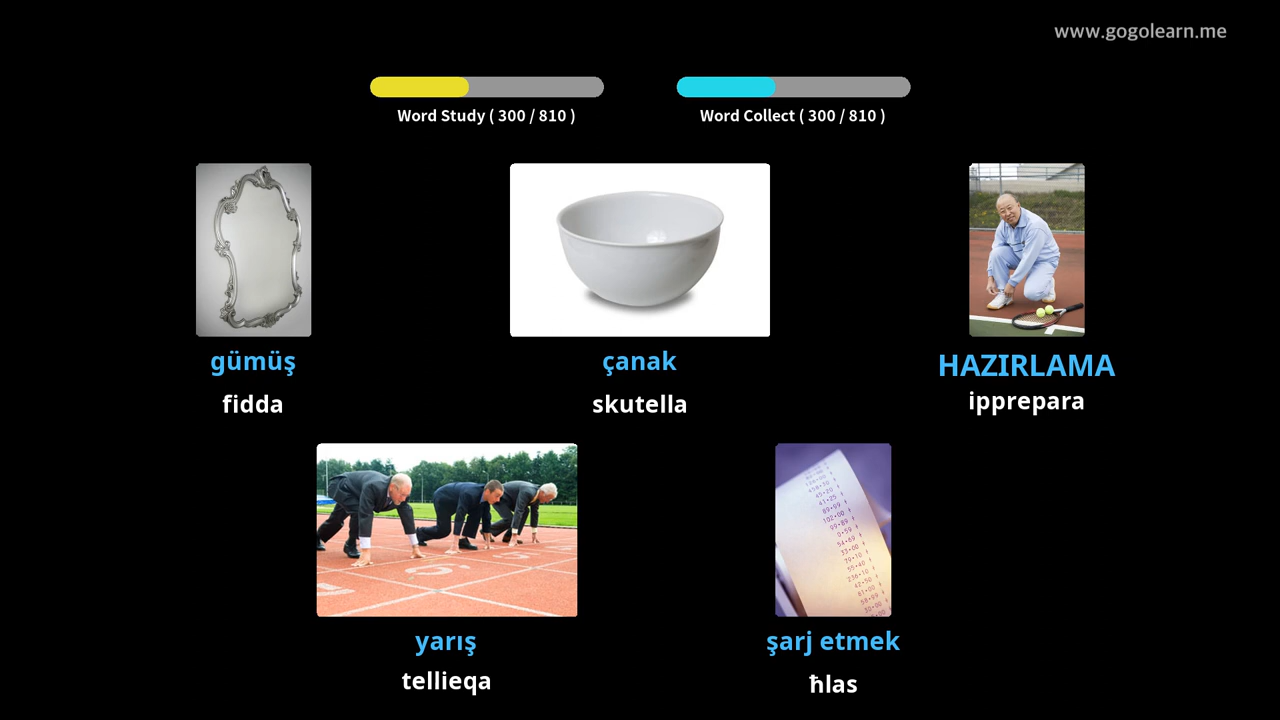 www.gogolearn.me
Word Study ( 300 / 810 )
Word Collect ( 300 / 810 )
gümüş
fidda
çanak
skutella
HAZIRLAMA
ipprepara
yarış
tellieqa
şarj etmek
ħlas